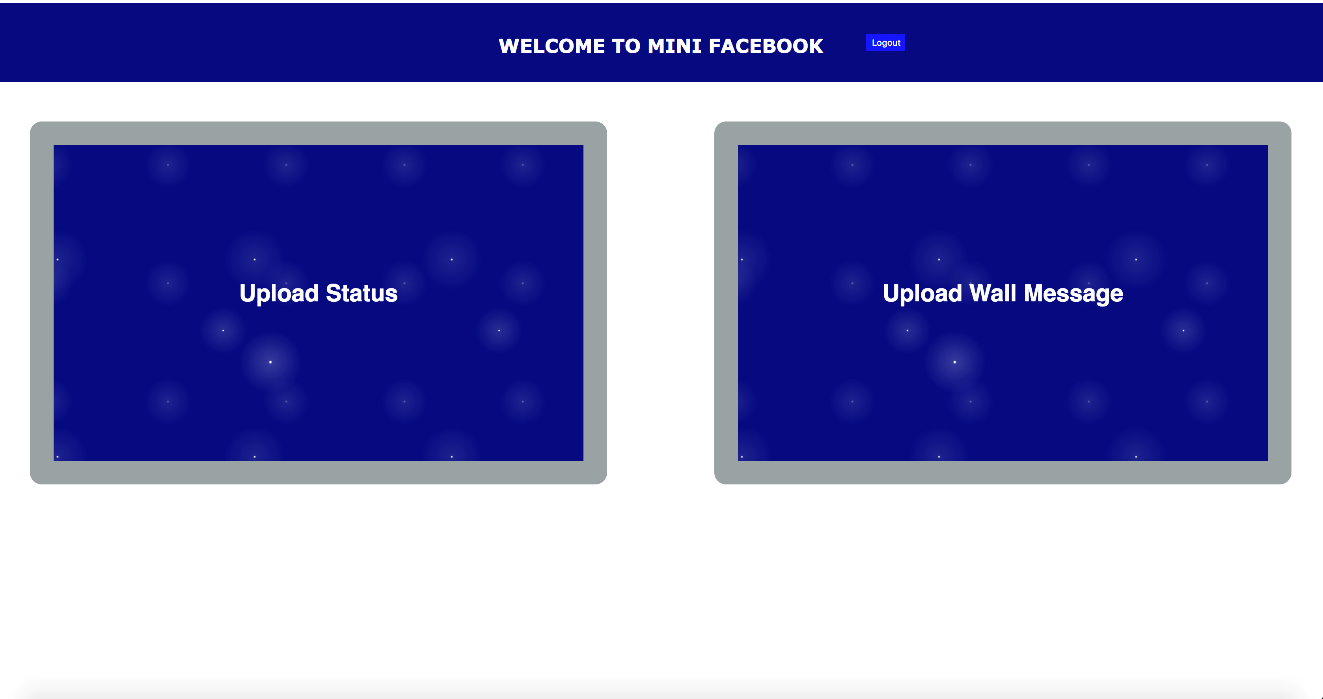 WELCOME TO MINI FACEBOOK
Logout
Upload Status
Upload Wall Message